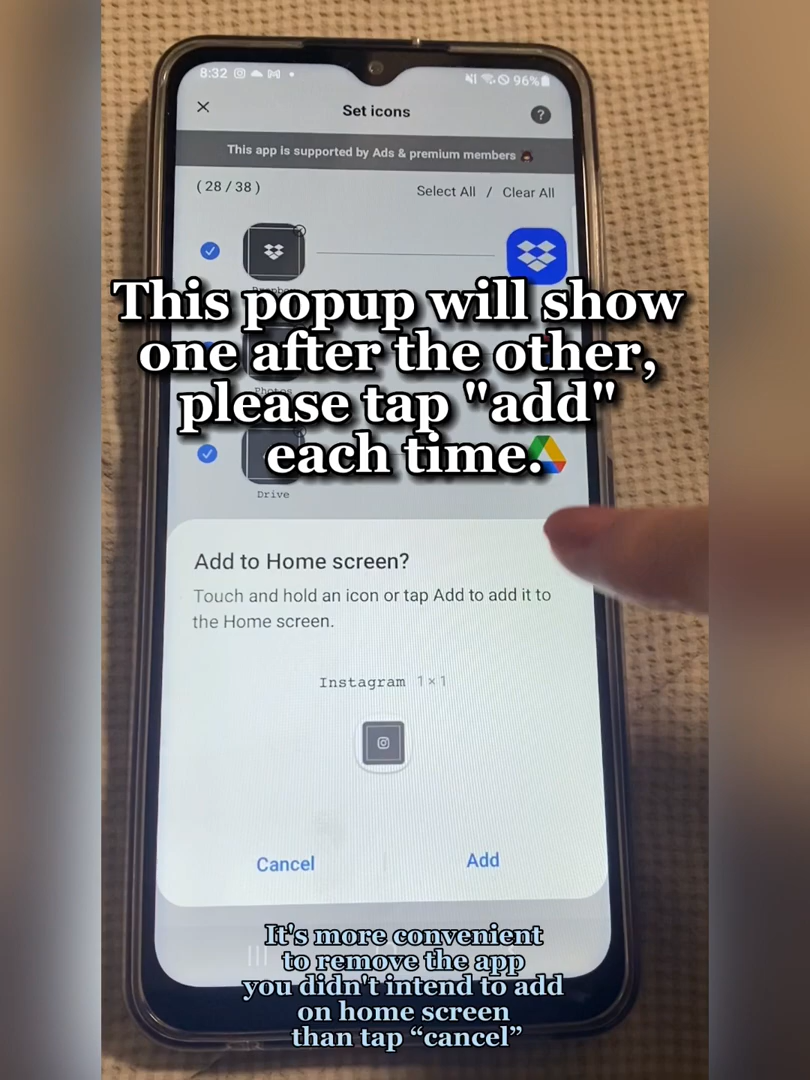 8:32
96%
Set icons
?
This app is supported by Ads & premium members
(28/38)
Select All / Clear All
This popup will show
one after the other,
please tap "add"
each time.
Photos
Drive
Add to Home screen?
Touch and hold an icon or tap Add to add it to
the Home screen.
Instagram 1×1
Cancel
Add
It's more convenient
to remove the app
you didn't intend to add
on home screen
than tap “cancel”